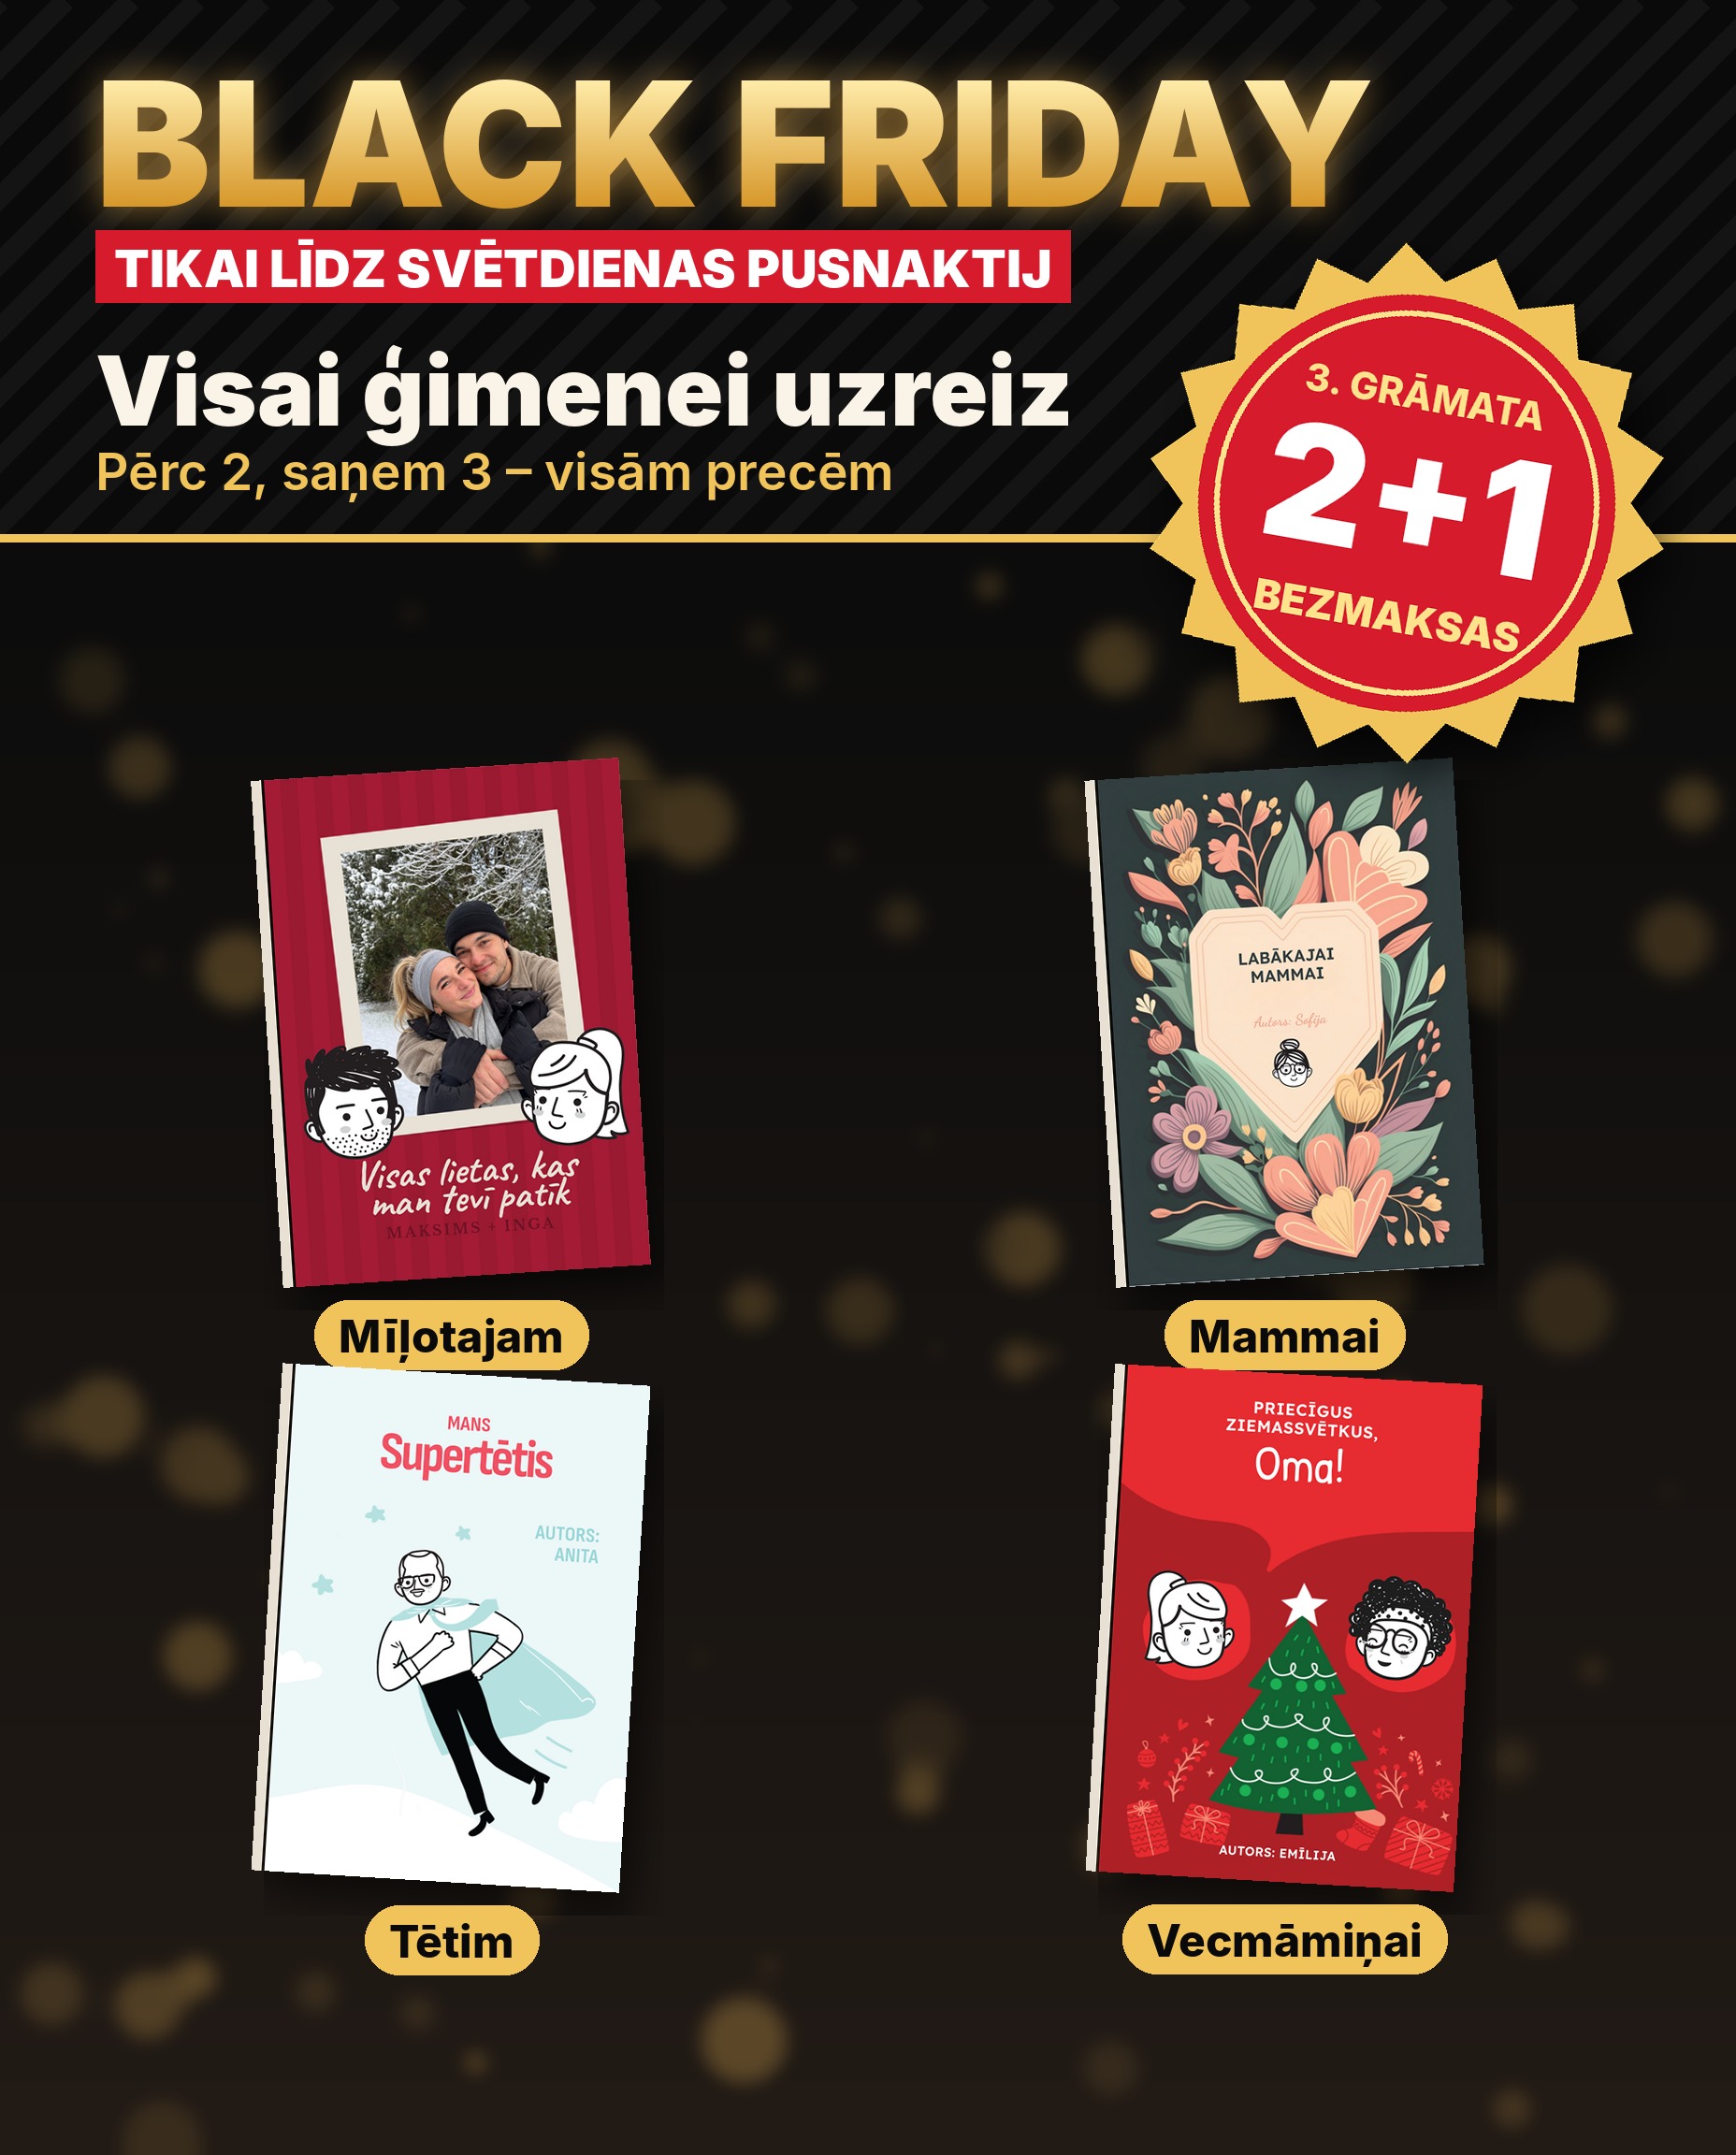 BLACK FRIDAY
TIKAI LĪDZ SVĒTDIENAS PUSNAKTIJ
Visai ģimenei uzreiz
Pērc 2, saņem 3 – visām precēm
3. GRĀMATA
2+1
BEZMAKSAS
Visas lietas, kas
man tevī patīk
MAKSIMS + INGA
Mīļotajam
LABĀKAJAI
MAMMAI
Autors: Sofija
Mammai
MANS
Supertētis
AUTORS:
ANITA
Tētim
PRIECĪGUS
ZIEMASSVĒTKUS,
Oma!
AUTORS: EMĪLIJA
Vecmāmiņai